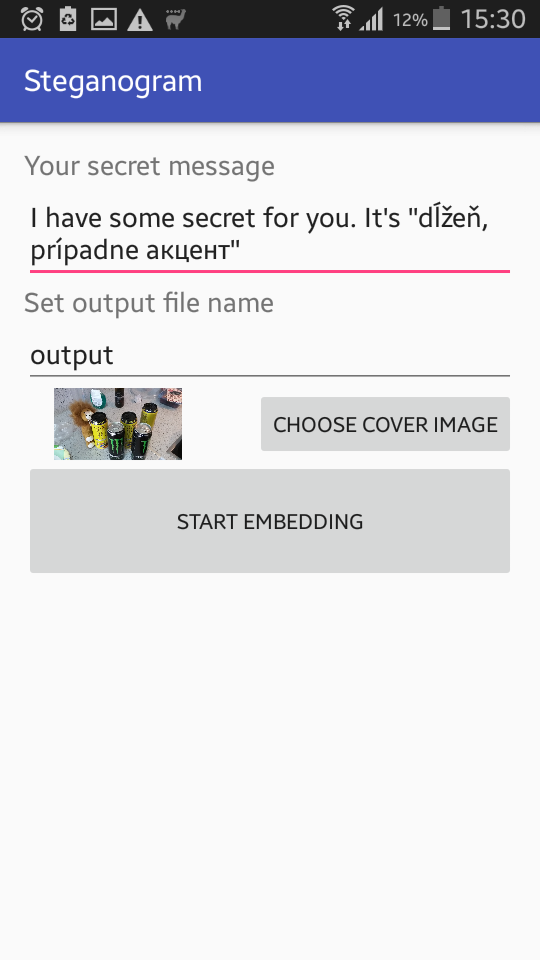 12% 15:30
Steganogram
Your secret message
I have some secret for you. It's "dĺžeň,
prípadne акцент"
Set output file name
output
CHOOSE COVER IMAGE
START EMBEDDING